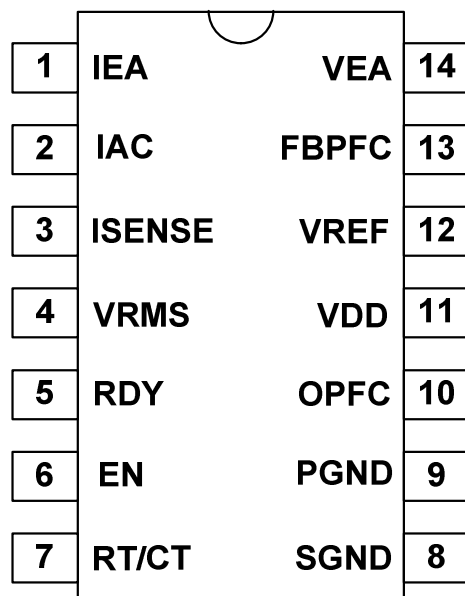 1 IEA VEA 14
2 IAC FBPFC 13
3 ISENSE VREF 12
4 VRMS VDD 11
5 RDY OPFC 10
6 EN PGND 9
7 RT/CT SGND 8